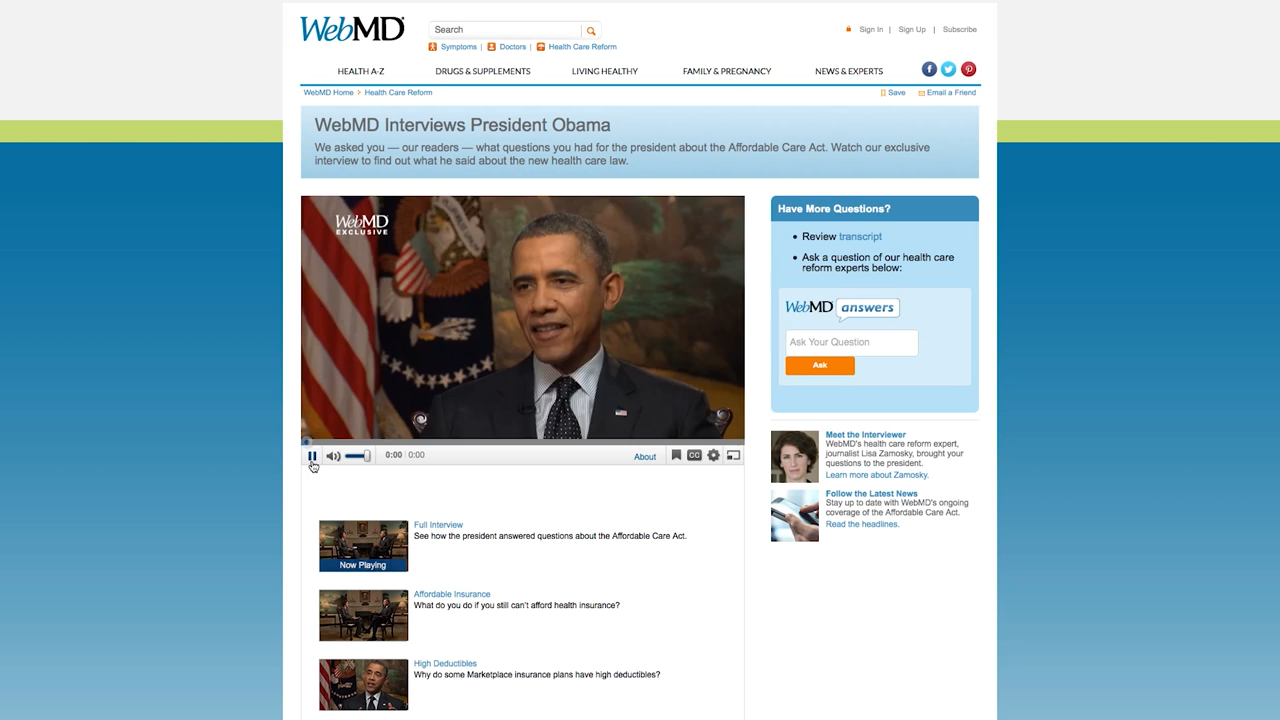 WebMD
Search
Symptoms | Doctors | Health Care Reform
Sign In | Sign Up | Subscribe
HEALTH A-Z DRUGS & SUPPLEMENTS LIVING HEALTHY FAMILY & PREGNANCY NEWS & EXPERTS
WebMD Home > Health Care Reform
Save Email a Friend
WebMD Interviews President Obama
We asked you — our readers — what questions you had for the president about the Affordable Care Act. Watch our exclusive
interview to find out what he said about the new health care law.
WebMD
EXCLUSIVE
0:00 0:00
About
CC
Full Interview
See how the president answered questions about the Affordable Care Act.
Now Playing
Affordable Insurance
What do you do if you still can't afford health insurance?
High Deductibles
Why do some Marketplace insurance plans have high deductibles?
Have More Questions?
• Review transcript
• Ask a question of our health care
reform experts below:
WebMD answers
Ask Your Question
Ask
Meet the Interviewer
WebMD's health care reform expert,
journalist Lisa Zamosky, brought your
questions to the president.
Learn more about Zamosky.
Follow the Latest News
Stay up to date with WebMD's ongoing
coverage of the Affordable Care Act.
Read the headlines.